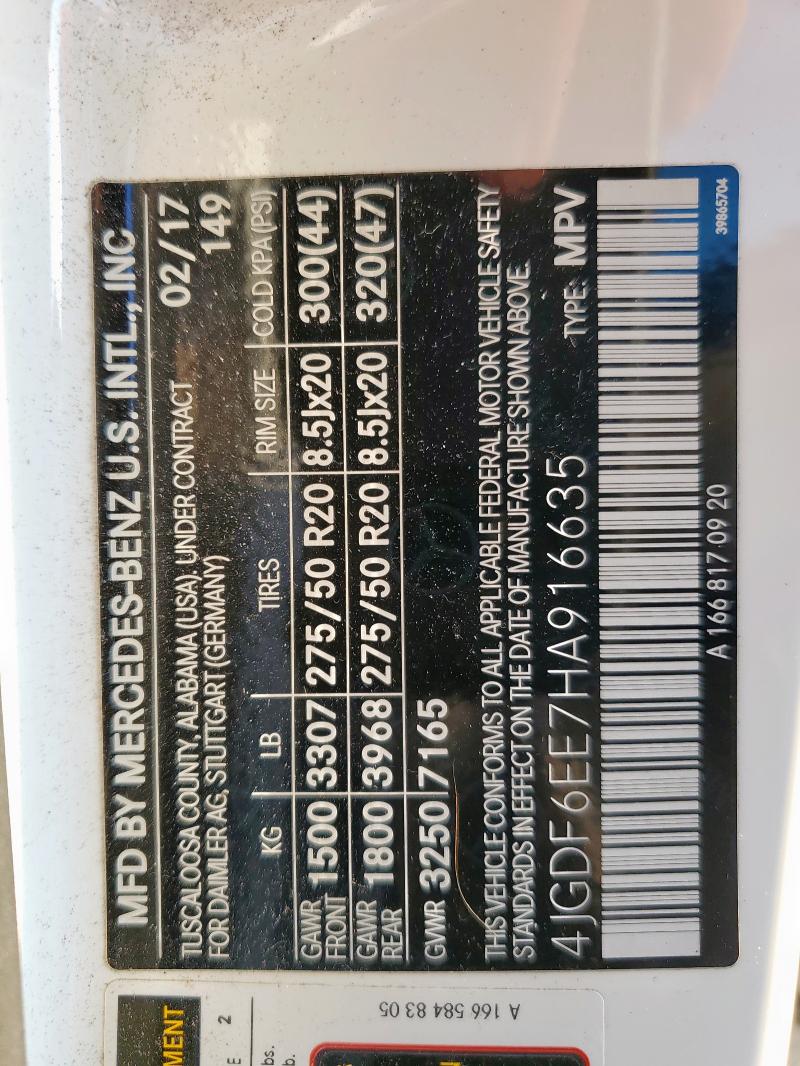 MFD BY MERCEDES-BENZ U.S. INTL., INC
TUSCALOOSA COUNTY, ALABAMA (USA), UNDER CONTRACT 02/17
FOR DAIMLER AG, STUTTGART (GERMANY) 149
KG LB TIRES RIM SIZE COLD KPA(PSI)
GAWR FRONT 1500 3307 275/50 R20 8.5Jx20 300(44)
GAWR REAR 1800 3968 275/50 R20 8.5Jx20 320(47)
GVWR 3250 7165
THIS VEHICLE CONFORMS TO ALL APPLICABLE FEDERAL MOTOR VEHICLE SAFETY
STANDARDS IN EFFECT ON THE DATE OF MANUFACTURE SHOWN ABOVE.
4JGDF6EE7HA916635 TYPE: MPV
A 166 817 09 20
39865704
A 166 584 83 05
MENT
E 2
bs.
b.